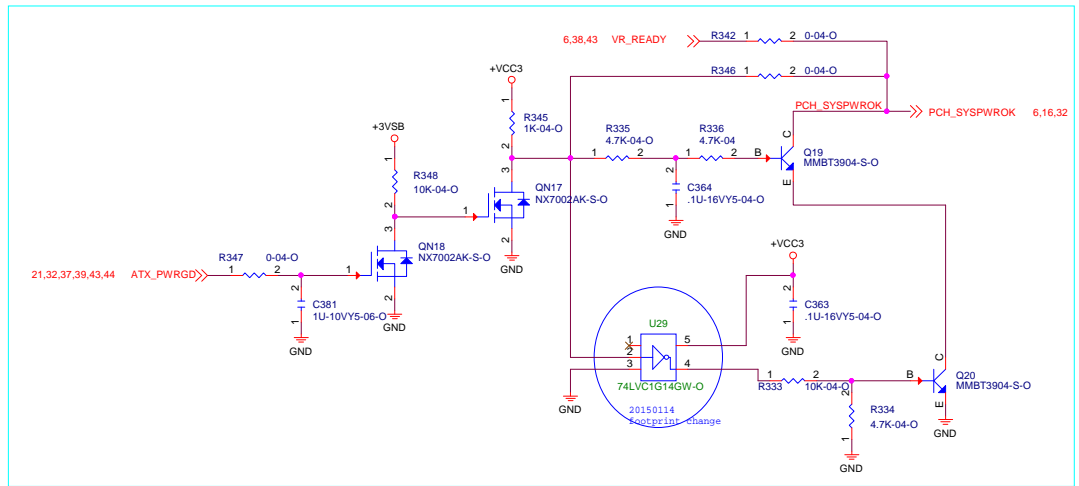 6,38,43 VR_READY
R342
1 2
0-04-O
R346
1 2
0-04-O
+VCC3
1
R345
1K-04-O
2
PCH_SYSPWROK
PCH_SYSPWROK 6,16,32
+3VSB
1
R348
10K-04-O
2
R335
4.7K-04-O
1 2
R336
4.7K-04
1 2
B
C
Q19
MMBT3904-S-O
E
3
QN17
NX7002AK-S-O
1
2
GND
2
C364
.1U-16VY5-04-O
1
GND
3
QN18
NX7002AK-S-O
1
2
GND
21,32,37,39,43,44 ATX_PWRGD
R347
0-04-O
1 2
2
C381
1U-10VY5-06-O
1
GND
+VCC3
2
C363
.1U-16VY5-04-O
1
GND
U29
1
2
3
5
4
74LVC1G14GW-O
20150114
footprint change
GND
1 2
R333
10K-04-O
B
C
Q20
MMBT3904-S-O
E
GND
2
R334
4.7K-04-O
1
GND